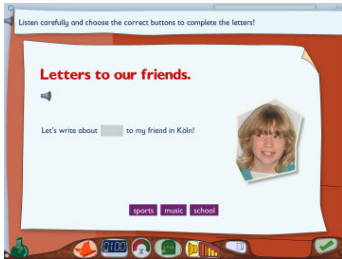 Listen carefully and choose the correct buttons to complete the letters!
Letters to our friends.
Let's write about to my friend in Köln!
sports music school